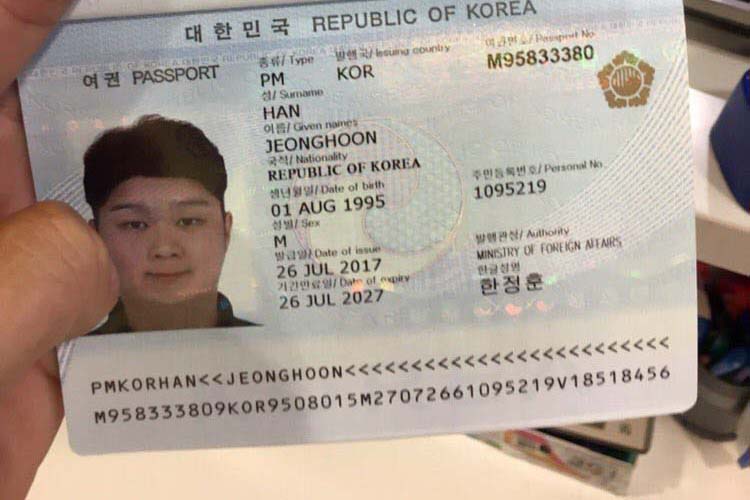 대한민국 REPUBLIC OF KOREA
여권 PASSPORT
종류/ Type 발행국/ Issuing country 여권번호/ Passport No.
PM KOR M95833380
성/ Surname
HAN
이름/ Given names
JEONGHOON
국적/ Nationality
REPUBLIC OF KOREA
생년월일/ Date of birth 주민등록번호/ Personal No.
01 AUG 1995 1095219
성별/ Sex
M
발급일/ Date of issue 발행관청/ Authority
26 JUL 2017 MINISTRY OF FOREIGN AFFAIRS
기간만료일/ Date of expiry 한글성명
26 JUL 2027 한정훈
PMKORHAN<<JEONGHOON<<<<<<<<<<<<<<<<<<<<<<<<<
M958333809KOR9508015M27072661095219V18518456